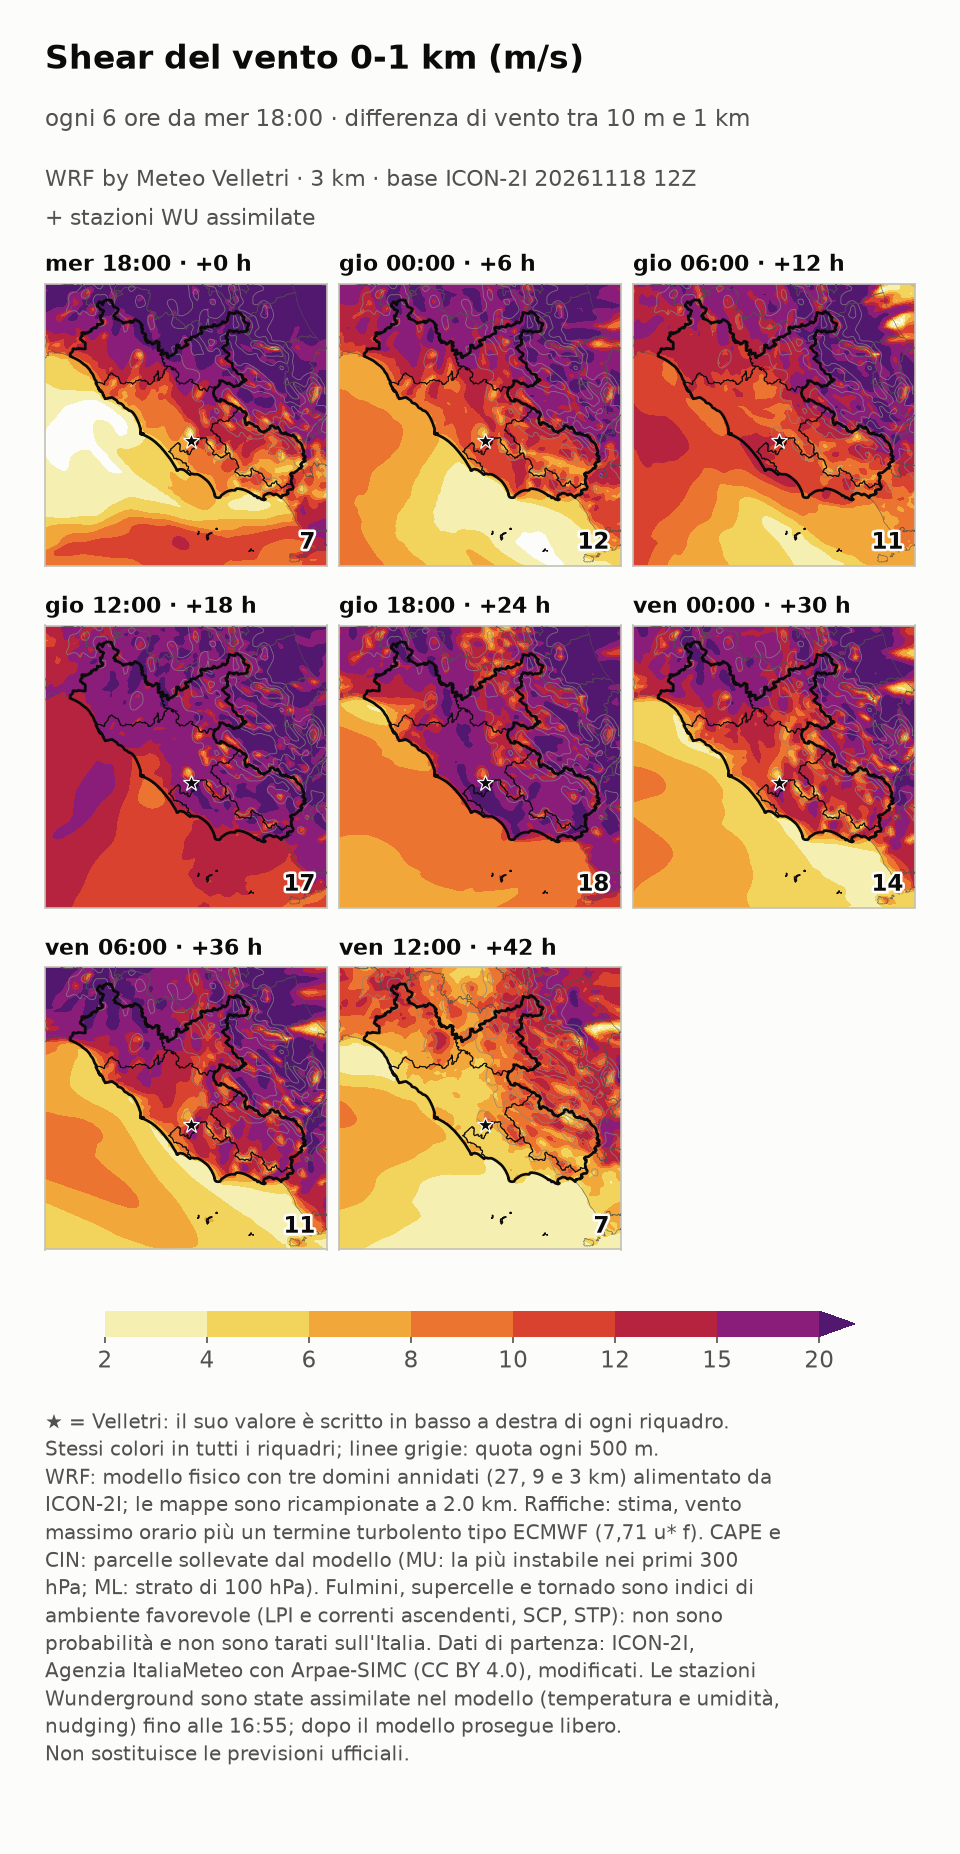 Shear del vento 0-1 km (m/s)
ogni 6 ore da mer 18:00 · differenza di vento tra 10 m e 1 km
WRF by Meteo Velletri · 3 km · base ICON-2I 20261118 12Z
+ stazioni WU assimilate
mer 18:00 · +0 h
gio 00:00 · +6 h
gio 06:00 · +12 h
7
12
11
gio 12:00 · +18 h
gio 18:00 · +24 h
ven 00:00 · +30 h
17
18
14
ven 06:00 · +36 h
ven 12:00 · +42 h
11
7
2 4 6 8 10 12 15 20
★ = Velletri: il suo valore è scritto in basso a destra di ogni riquadro.
Stessi colori in tutti i riquadri; linee grigie: quota ogni 500 m.
WRF: modello fisico con tre domini annidati (27, 9 e 3 km) alimentato da
ICON-2I; le mappe sono ricampionate a 2.0 km. Raffiche: stima, vento
massimo orario più un termine turbolento tipo ECMWF (7,71 u* f). CAPE e
CIN: parcelle sollevate dal modello (MU: la più instabile nei primi 300
hPa; ML: strato di 100 hPa). Fulmini, supercelle e tornado sono indici di
ambiente favorevole (LPI e correnti ascendenti, SCP, STP): non sono
probabilità e non sono tarati sull'Italia. Dati di partenza: ICON-2I,
Agenzia ItaliaMeteo con Arpae-SIMC (CC BY 4.0), modificati. Le stazioni
Wunderground sono state assimilate nel modello (temperatura e umidità,
nudging) fino alle 16:55; dopo il modello prosegue libero.
Non sostituisce le previsioni ufficiali.